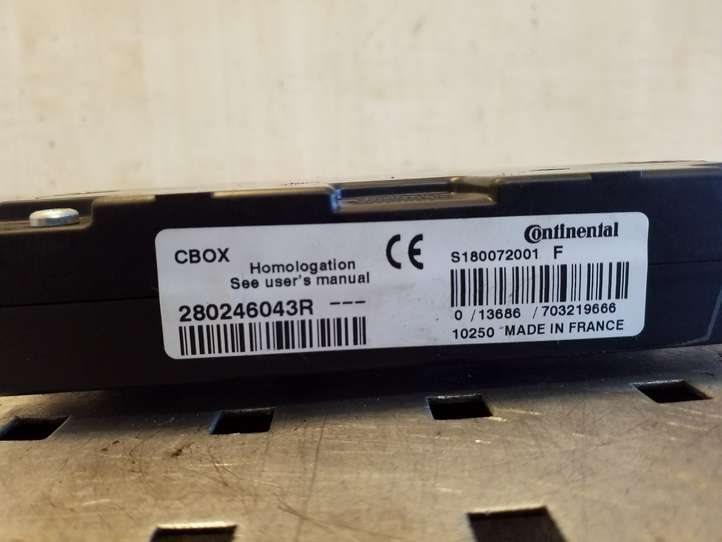 CBOX
Homologation
See user's manual
280246043R ---
CE
Continental
S180072001 F
0 /13686 /703219666
10250 MADE IN FRANCE